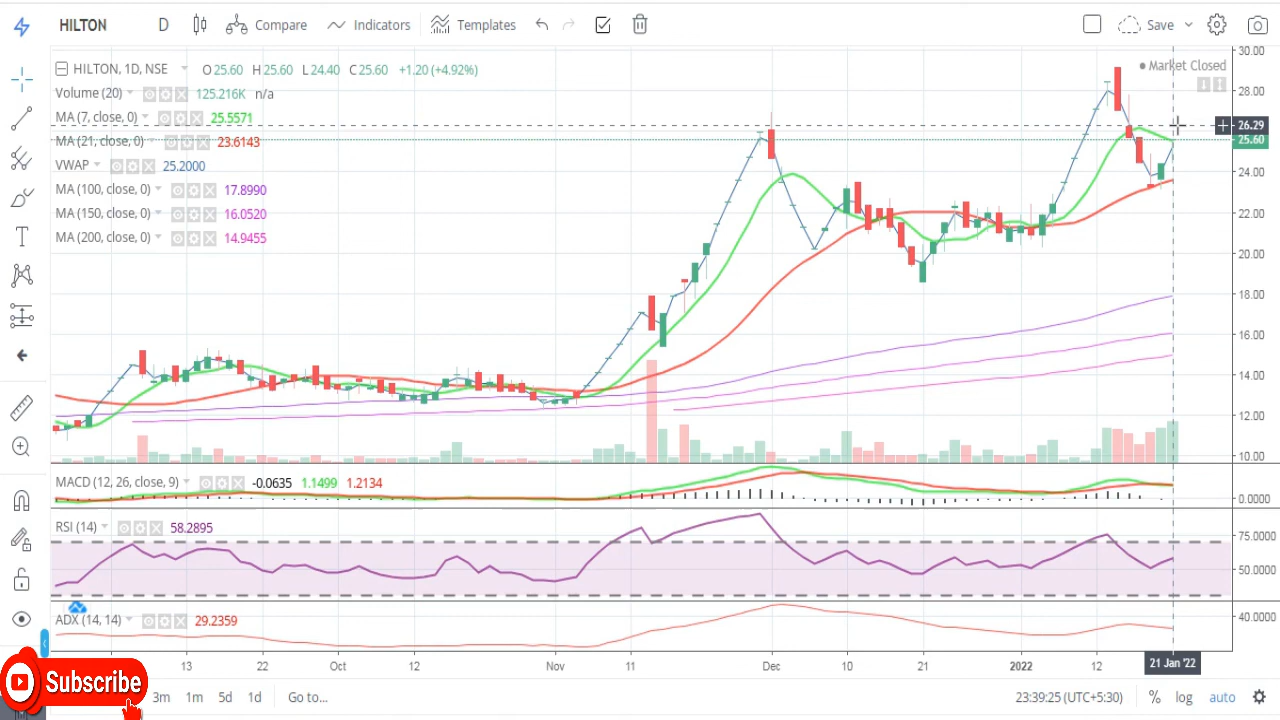 HILTON D Compare Indicators Templates Save
HILTON, 1D, NSE O25.60 H25.60 L24.40 C25.60 +1.20 (+4.92%)
Market Closed
Volume (20) 125.216K n/a
MA (7, close, 0) 25.5571
MA (21, close, 0) 23.6143
VWAP 25.2000
MA (100, close, 0) 17.8990
MA (150, close, 0) 16.0520
MA (200, close, 0) 14.9455
30.00
28.00
26.29
25.60
24.00
22.00
20.00
18.00
16.00
14.00
12.00
10.00
MACD (12, 26, close, 9) -0.0635 1.1499 1.2134
0.0000
RSI (14) 58.2895
75.0000
50.0000
ADX (14, 14) 29.2359
40.0000
13 22 Oct 12 Nov 11 Dec 10 21 2022 12 21 Jan '22
Subscribe
3m 1m 5d 1d Go to... 23:39:25 (UTC+5:30) % log auto